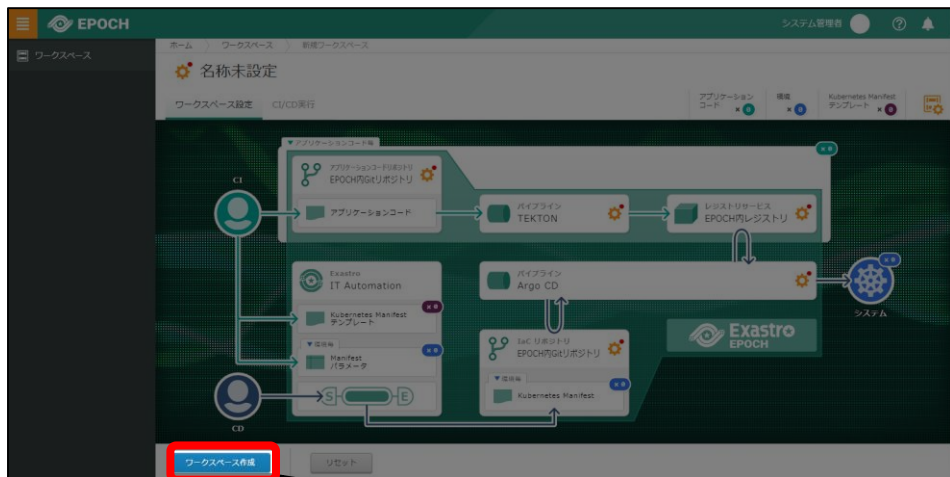 EPOCH
システム管理者
ワークスペース
ホーム 〉 ワークスペース 〉 新規ワークスペース
名称未設定
ワークスペース設定 CI/CD実行
アプリケーション
コード ×0
環境 ×0
Kubernetes Manifest
テンプレート ×0
▼アプリケーションコード毎
×0
アプリケーションコードリポジトリ
EPOCH内Gitリポジトリ
CI
アプリケーションコード
パイプライン
TEKTON
レジストリサービス
EPOCH内レジストリ
Exastro
IT Automation
パイプライン
Argo CD
×0
システム
×0
Kubernetes Manifest
テンプレート
▼環境毎
×0
Manifest
パラメータ
IaC リポジトリ
EPOCH内Gitリポジトリ
Exastro
EPOCH
▼環境毎
×0
Kubernetes Manifest
S E
CD
ワークスペース作成 リセット